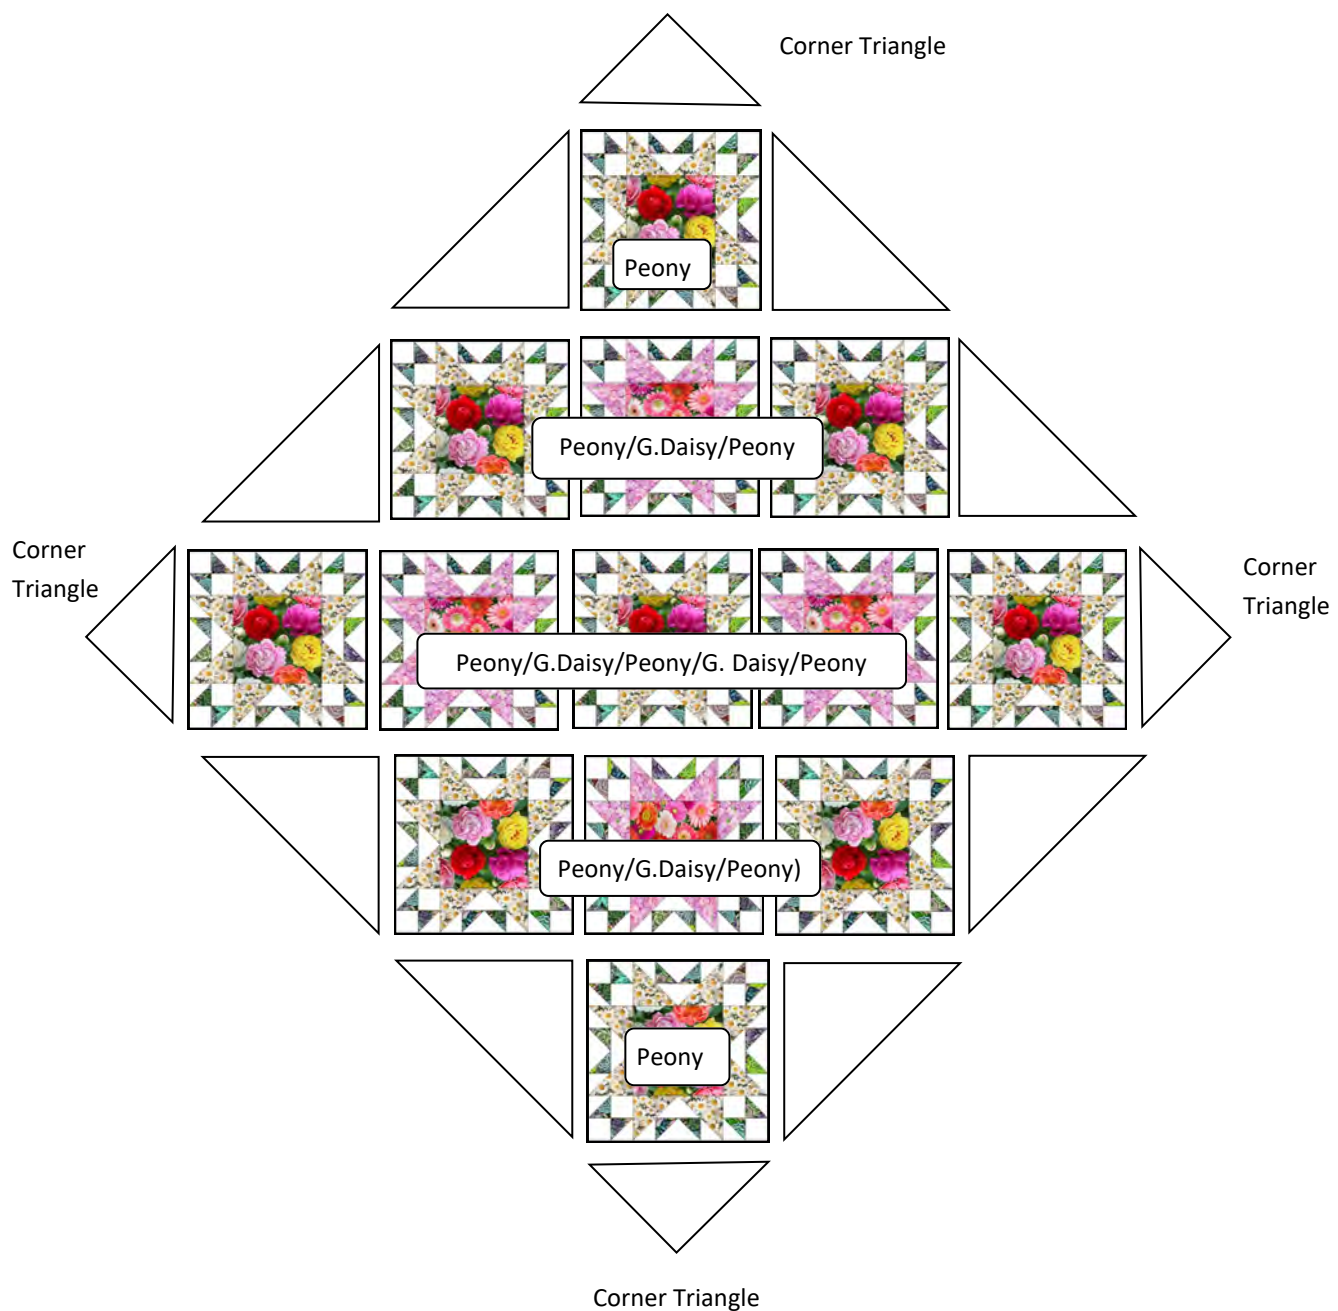 Corner Triangle
Peony
Peony/G.Daisy/Peony
Corner
Triangle
Corner
Triangle
Peony/G.Daisy/Peony/G. Daisy/Peony
Peony/G.Daisy/Peony)
Peony
Corner Triangle